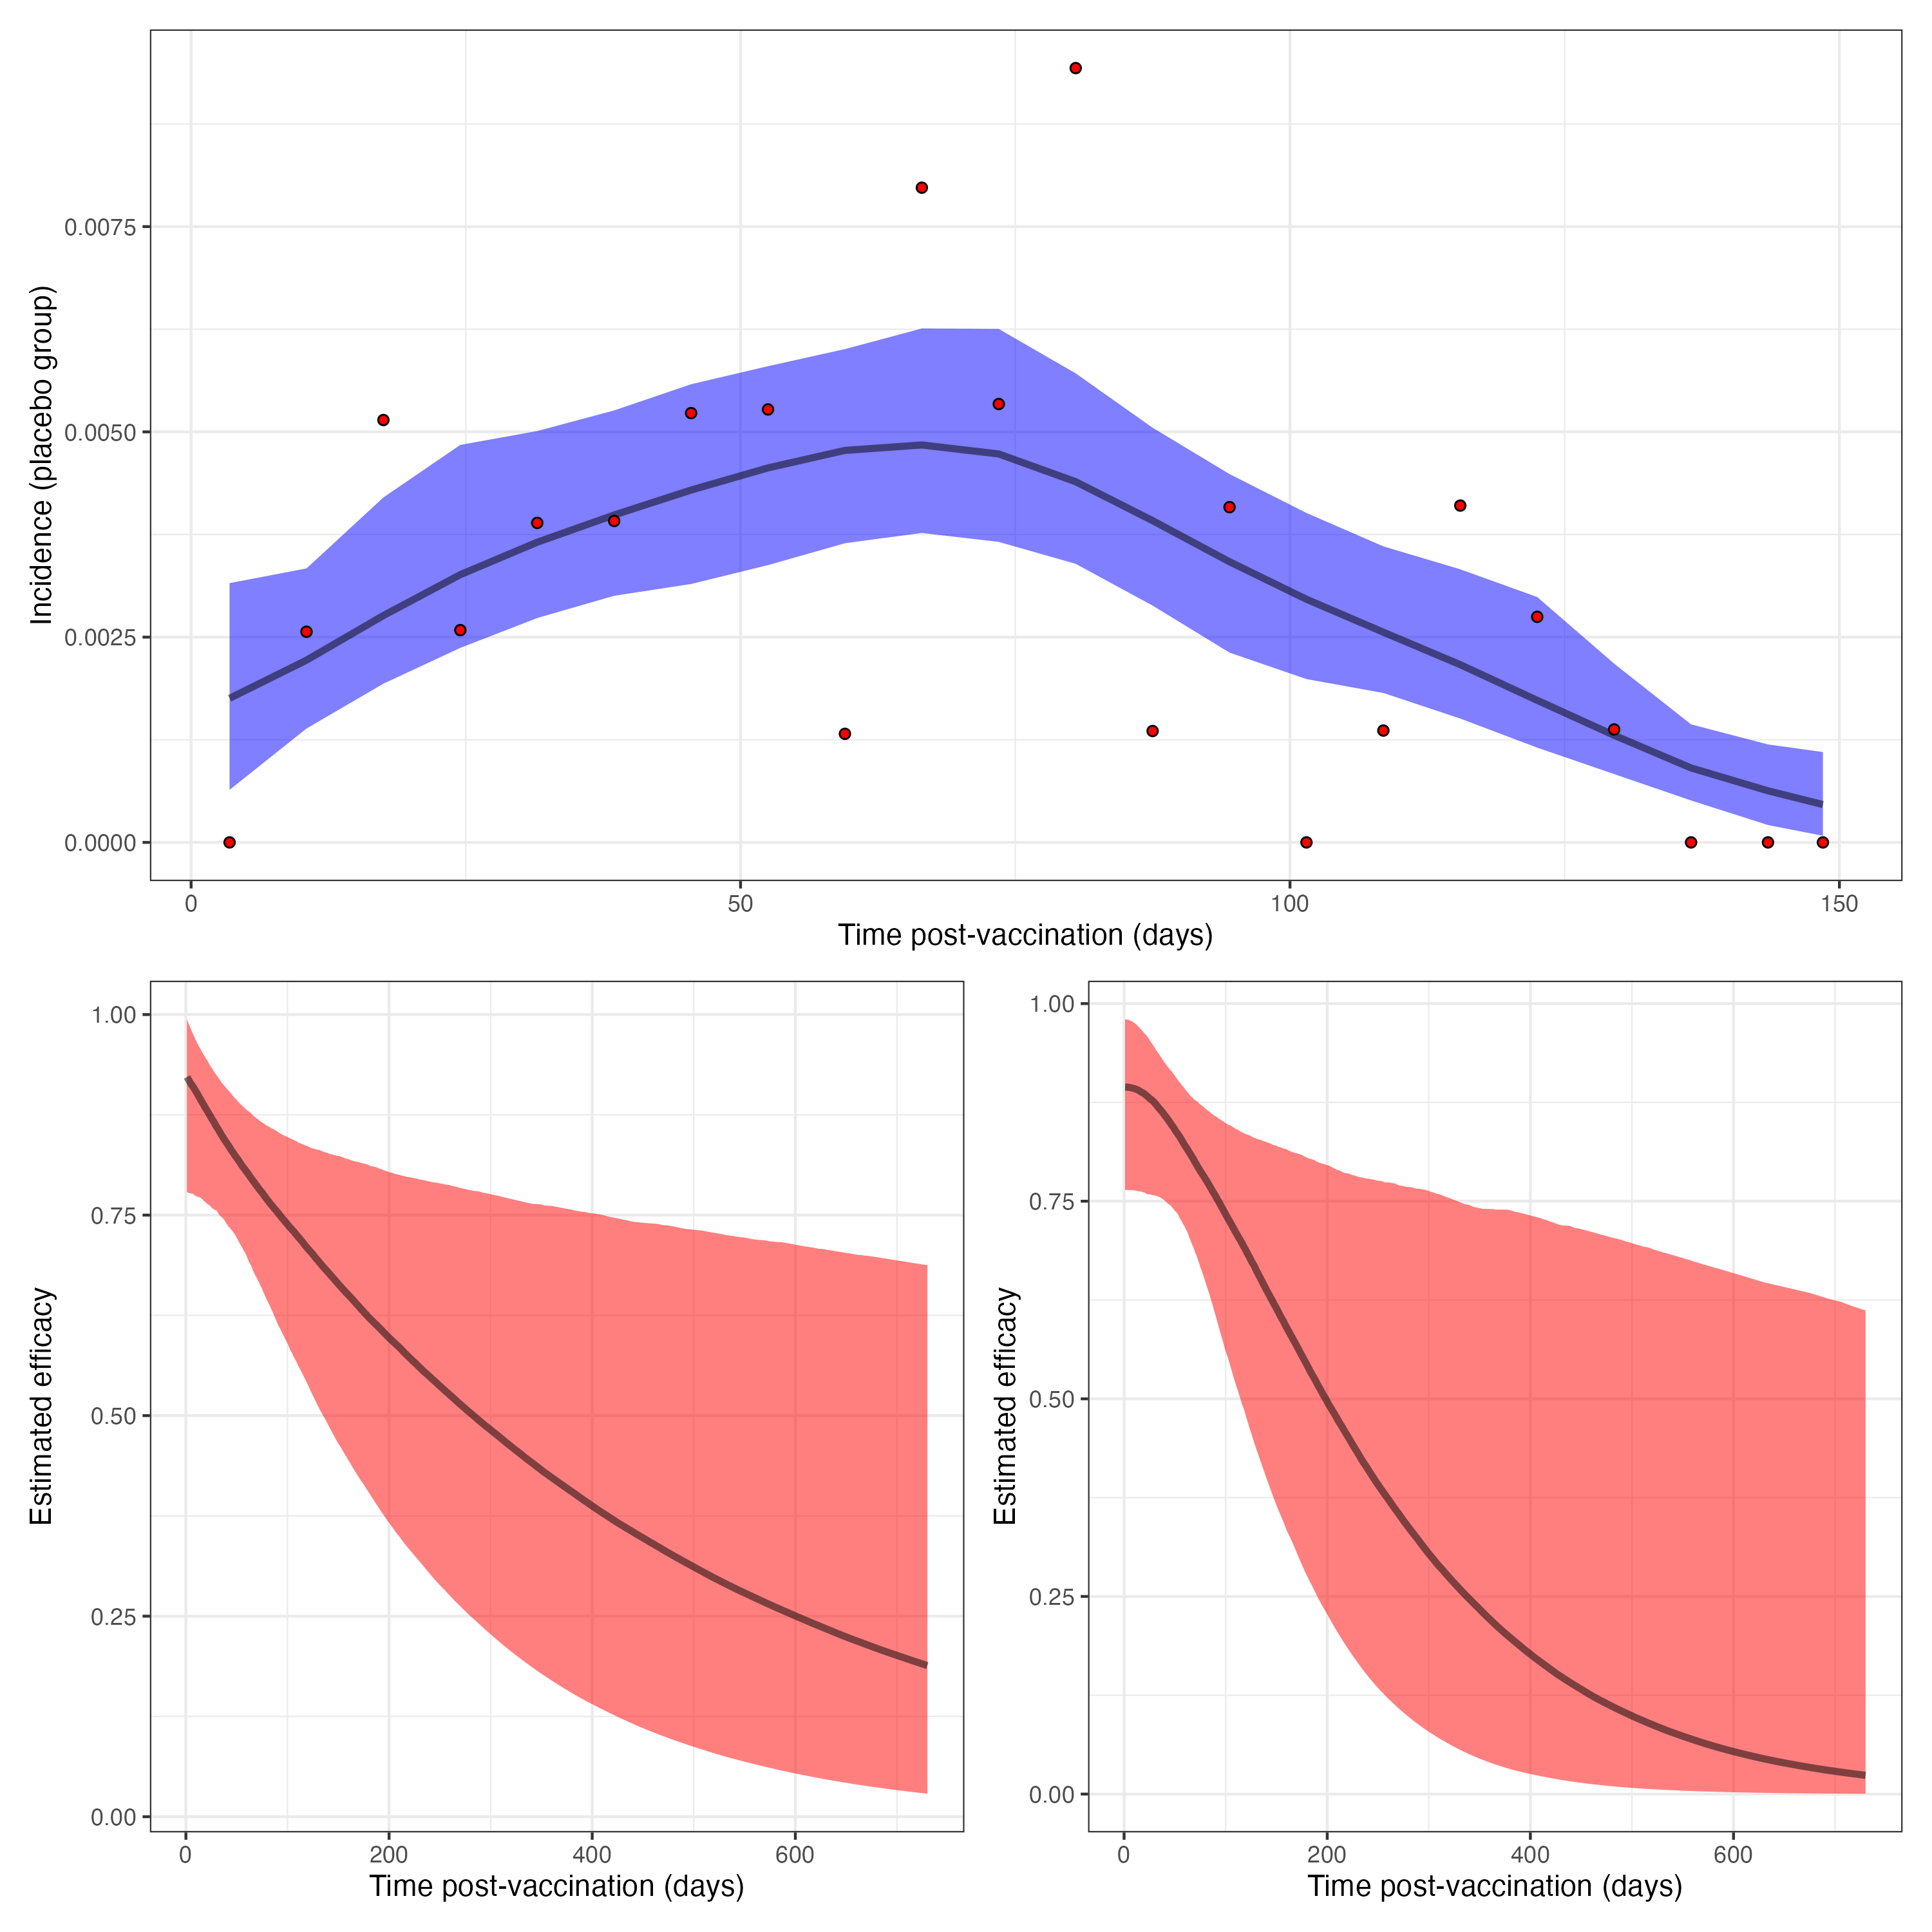 Incidence (placebo group)
0.0075
0.0050
0.0025
0.0000
0 50 100 150
Time post-vaccination (days)
Estimated efficacy
1.00
0.75
0.50
0.25
0.00
0 200 400 600
Time post-vaccination (days)
Estimated efficacy
1.00
0.75
0.50
0.25
0.00
0 200 400 600
Time post-vaccination (days)